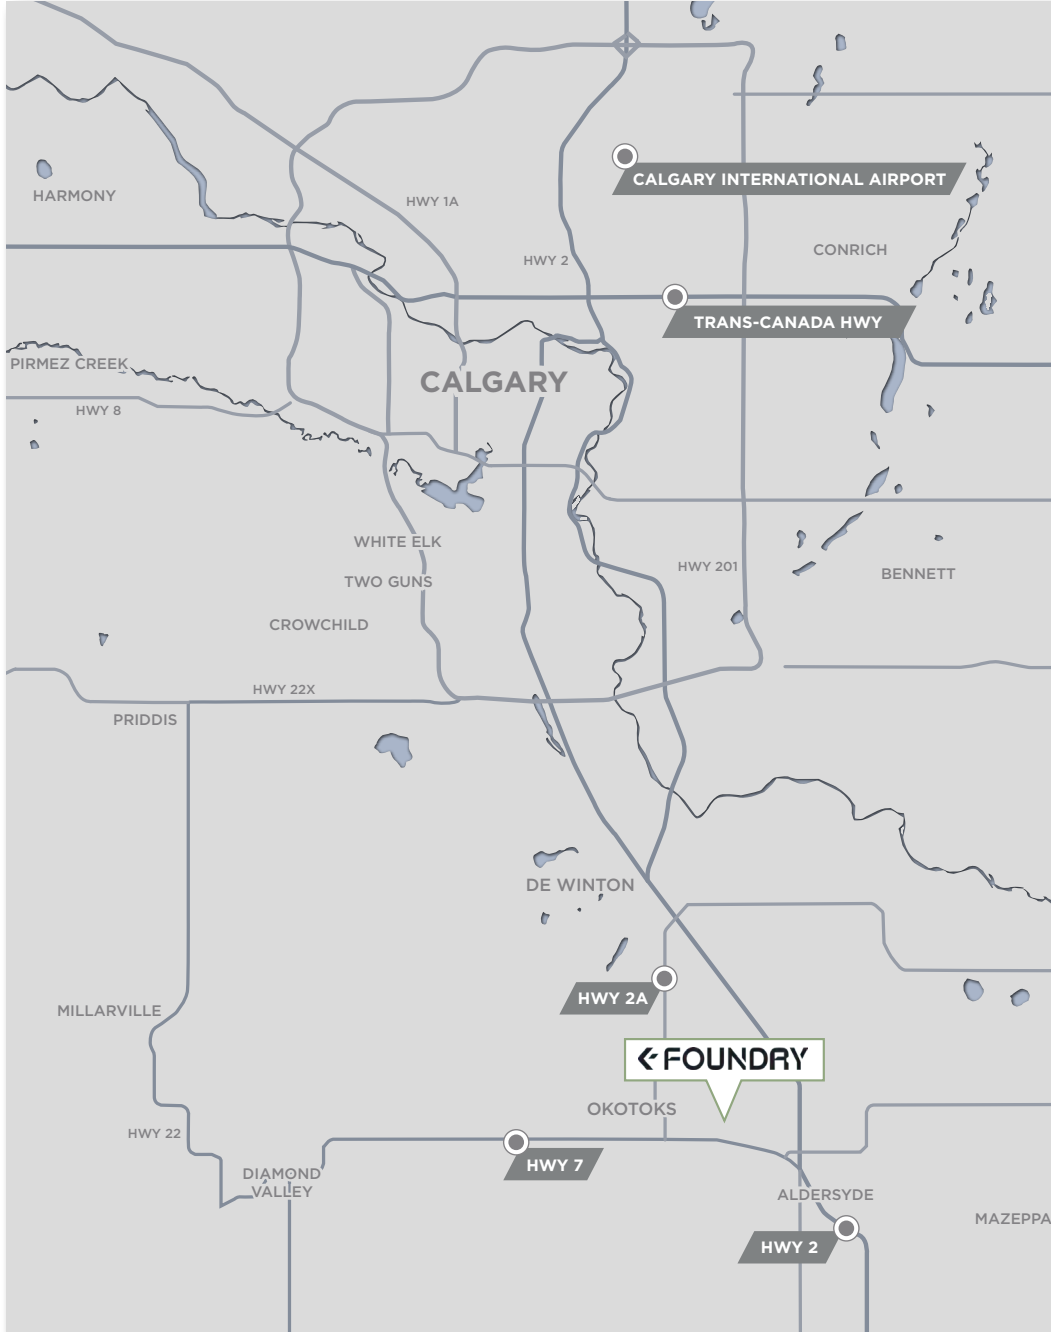 CALGARY INTERNATIONAL AIRPORT
HARMONY
HWY 1A
CONRICH
HWY 2
TRANS-CANADA HWY
PIRMEZ CREEK
CALGARY
HWY 8
WHITE ELK
HWY 201
BENNETT
TWO GUNS
CROWCHILD
HWY 22X
PRIDDIS
DE WINTON
HWY 2A
MILLARVILLE
FOUNDRY
OKOTOKS
HWY 22
HWY 7
DIAMOND
VALLEY
ALDERSYDE
MAZEPPA
HWY 2